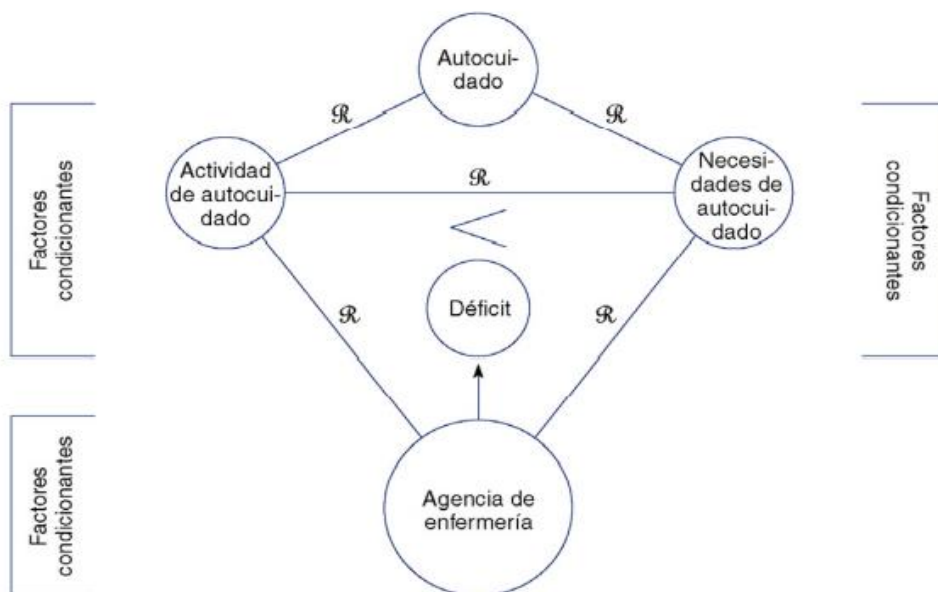 Autocui-
dado
ℛ
ℛ
Actividad
de autocui-
dado
ℛ
Necesi-
dades de
autocui-
dado
Factores
condicionantes
Factores
condicionantes
<
Déficit
ℛ
ℛ
Agencia de
enfermería
Factores
condicionantes